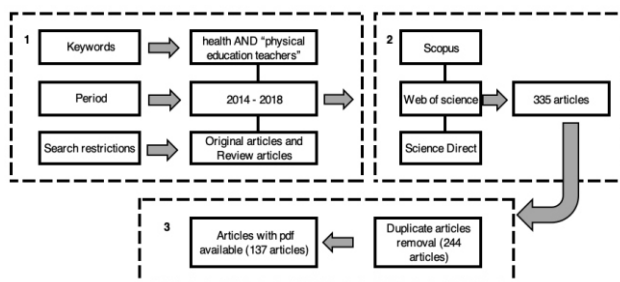 1
Keywords
health AND “physical
education teachers”
Period
2014 - 2018
Search restrictions
Original articles and
Review articles
2
Scopus
Web of science
335 articles
Science Direct
3
Articles with pdf
available (137 articles)
Duplicate articles
removal (244
articles)